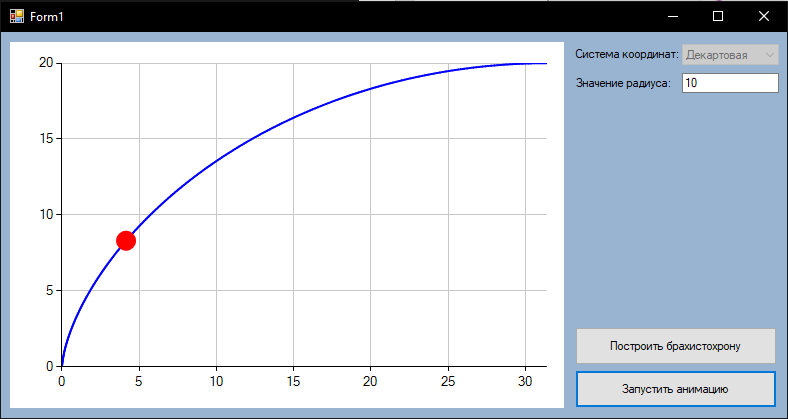 Form1
Система координат: Декартовая
Значение радиуса: 10
20
15
10
5
0
0 5 10 15 20 25 30
Построить брахистохрону
Запустить анимацию